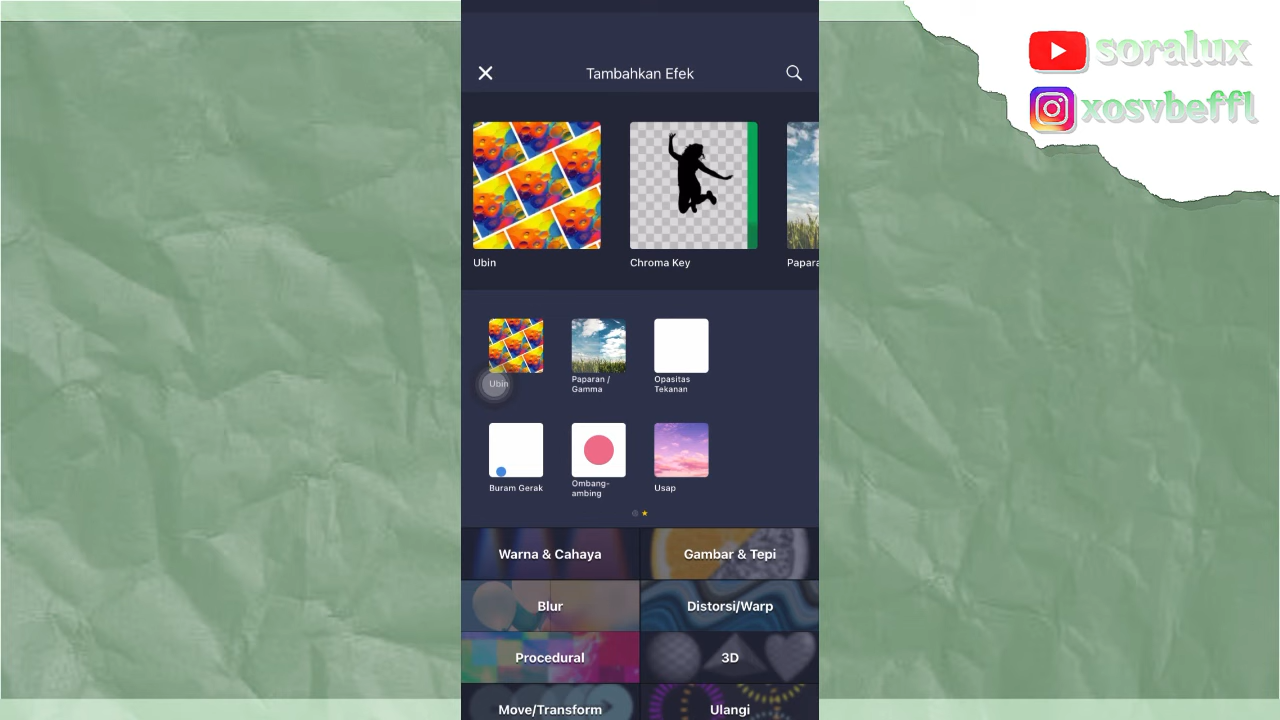 soralux
xosvbeffl
Tambahkan Efek
Ubin
Chroma Key
Papara
Ubin
Paparan /
Gamma
Opasitas
Tekanan
Buram Gerak
Ombang-
ambing
Usap
Warna & Cahaya
Gambar & Tepi
Blur
Distorsi/Warp
Procedural
3D
Move/Transform
Ulangi